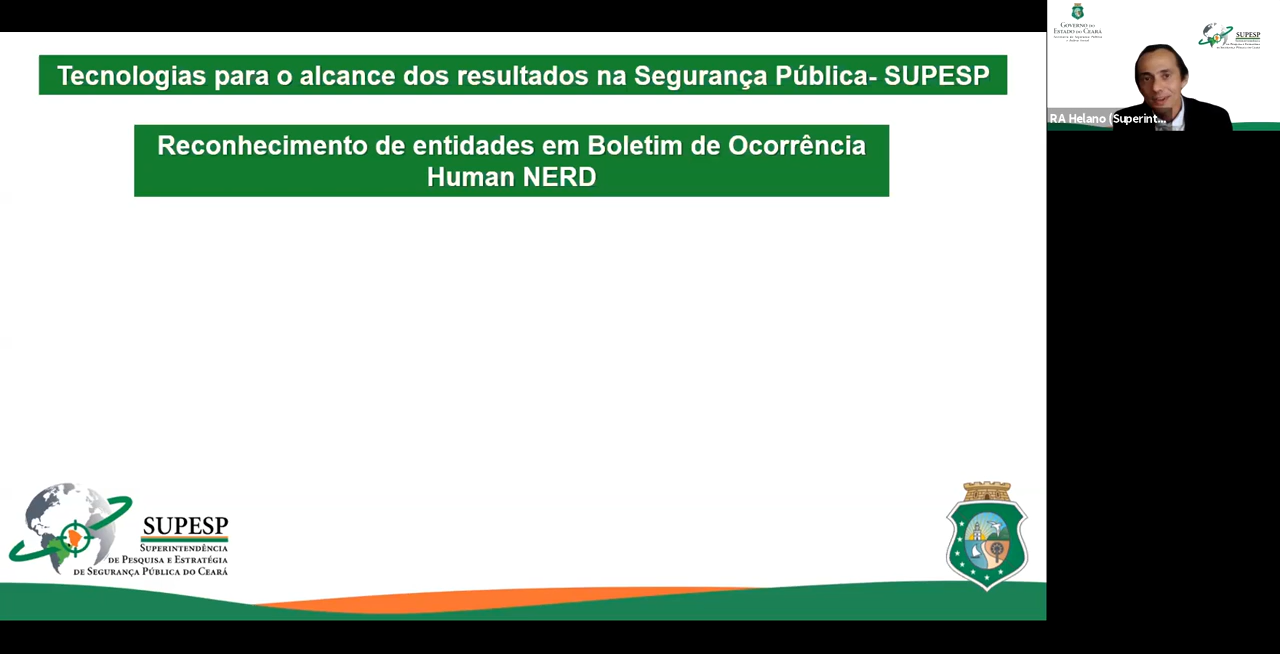 Tecnologias para o alcance dos resultados na Segurança Pública- SUPESP
Reconhecimento de entidades em Boletim de Ocorrência
Human NERD
SUPESP
SUPERINTENDÊNCIA
DE PESQUISA E ESTRATÉGIA
DE SEGURANÇA PÚBLICA DO CEARÁ
GOVERNO DO
ESTADO DO CEARÁ
SUPESP
RA Helano (Superint...